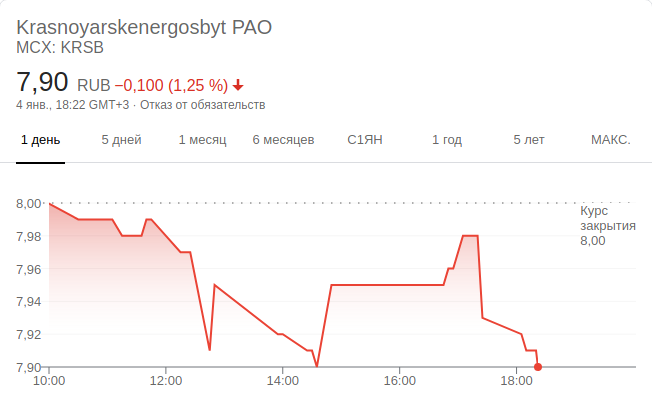 Krasnoyarskenergosbyt PAO
MCX: KRSB
7,90 RUB −0,100 (1,25 %)
4 янв., 18:22 GMT+3 · Отказ от обязательств
1 день 5 дней 1 месяц 6 месяцев С1ЯН 1 год 5 лет МАКС.
8,00
7,98
7,96
7,94
7,92
7,90
Курс
закрытия
8,00
10:00 12:00 14:00 16:00 18:00